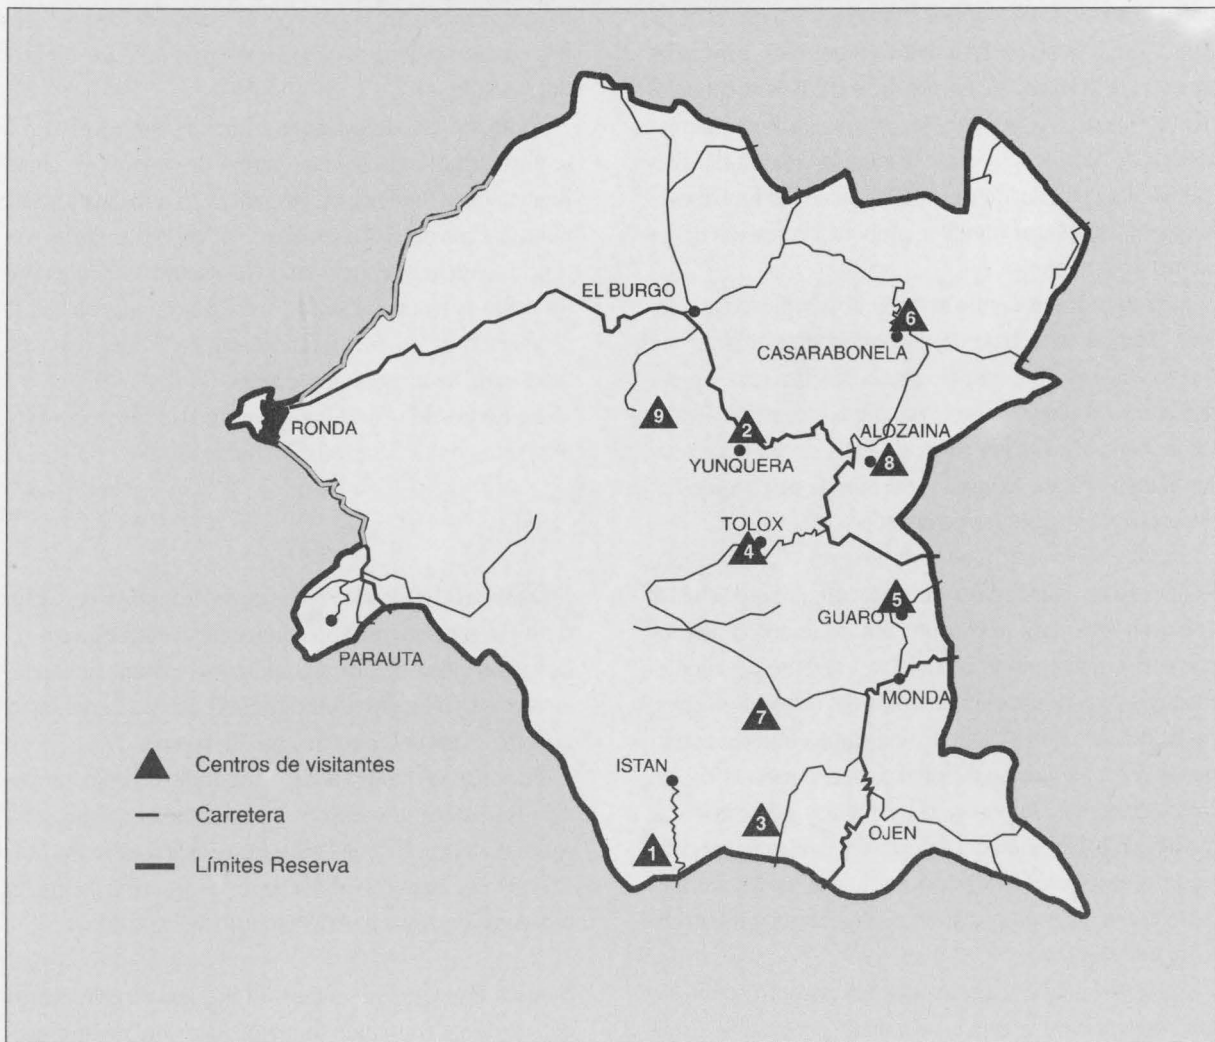 EL BURGO
6
CASARABONELA
9
2
RONDA
ALOZAINA
YUNQUERA
8
TOLOX
4
5
GUARO
PARAUTA
MONDA
7
Centros de visitantes
ISTAN
Carretera
3
OJEN
1
Límites Reserva